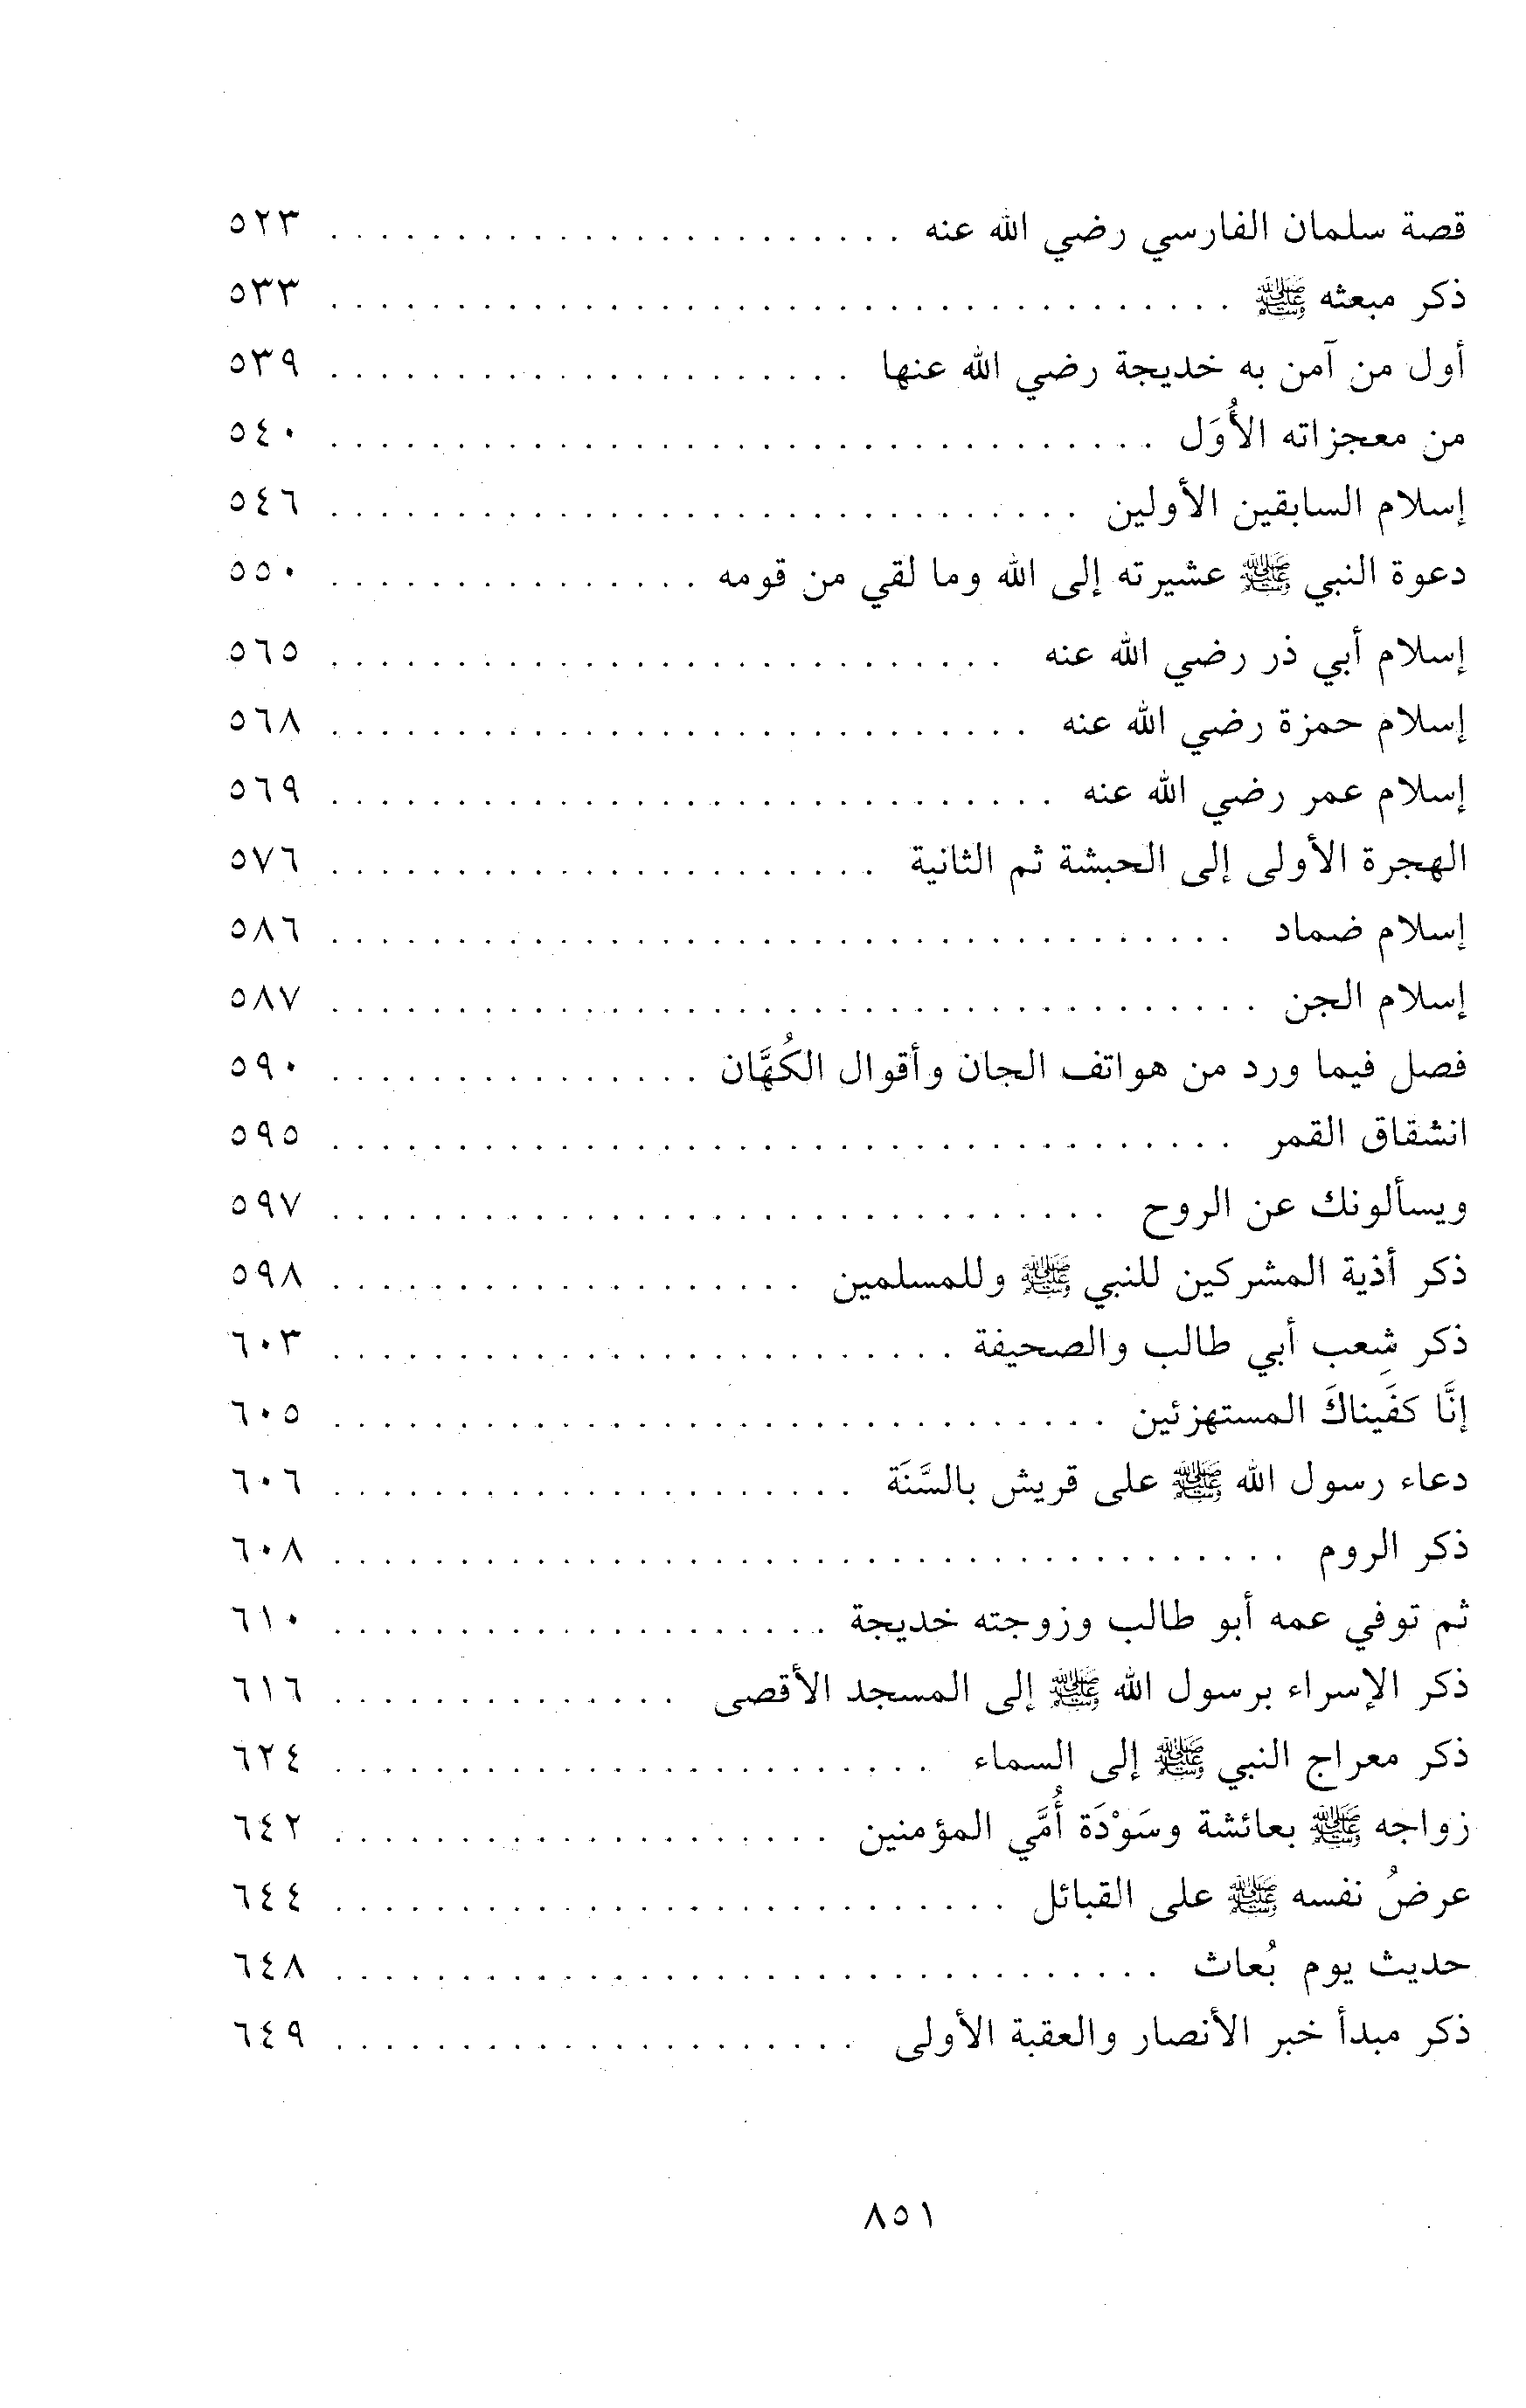 قصة سلمان الفارسي رضي الله عنه . . . . . . . . . . . . . . . . . . . . . . . ٥٢٣
ذكر مبعثه ﷺ . . . . . . . . . . . . . . . . . . . . . . . . . . . . . . . . . . . . ٥٣٣
أول من آمن به خديجة رضي الله عنها . . . . . . . . . . . . . . . . . . . . . ٥٣٩
من معجزاته الأُوَل . . . . . . . . . . . . . . . . . . . . . . . . . . . . . . . . . ٥٤٠
إسلام السابقين الأولين . . . . . . . . . . . . . . . . . . . . . . . . . . . . . . ٥٤٦
دعوة النبي ﷺ عشيرته إلى الله وما لقي من قومه . . . . . . . . . . . . . . . ٥٥٠
إسلام أبي ذر رضي الله عنه . . . . . . . . . . . . . . . . . . . . . . . . . . . ٥٦٥
إسلام حمزة رضي الله عنه . . . . . . . . . . . . . . . . . . . . . . . . . . . . ٥٦٨
إسلام عمر رضي الله عنه . . . . . . . . . . . . . . . . . . . . . . . . . . . . . ٥٦٩
الهجرة الأولى إلى الحبشة ثم الثانية . . . . . . . . . . . . . . . . . . . . . . ٥٧٦
إسلام ضماد . . . . . . . . . . . . . . . . . . . . . . . . . . . . . . . . . . . . ٥٨٦
إسلام الجن . . . . . . . . . . . . . . . . . . . . . . . . . . . . . . . . . . . . . ٥٨٧
فصل فيما ورد من هواتف الجان وأقوال الكُهَّان . . . . . . . . . . . . . . . ٥٩٠
انشقاق القمر . . . . . . . . . . . . . . . . . . . . . . . . . . . . . . . . . . . . ٥٩٥
ويسألونك عن الروح . . . . . . . . . . . . . . . . . . . . . . . . . . . . . . . ٥٩٧
ذكر أذية المشركين للنبي ﷺ وللمسلمين . . . . . . . . . . . . . . . . . . . ٥٩٨
ذكر شِعب أبي طالب والصحيفة . . . . . . . . . . . . . . . . . . . . . . . . . ٦٠٣
إنَّا كفَيناكَ المستهزئين . . . . . . . . . . . . . . . . . . . . . . . . . . . . . . . ٦٠٥
دعاء رسول الله ﷺ على قريش بالسَّنَة . . . . . . . . . . . . . . . . . . . . . ٦٠٦
ذكر الروم . . . . . . . . . . . . . . . . . . . . . . . . . . . . . . . . . . . . . . ٦٠٨
ثم توفي عمه أبو طالب وزوجته خديجة . . . . . . . . . . . . . . . . . . . . ٦١٠
ذكر الإسراء برسول الله ﷺ إلى المسجد الأقصى . . . . . . . . . . . . . . ٦١٦
ذكر معراج النبي ﷺ إلى السماء . . . . . . . . . . . . . . . . . . . . . . . . ٦٢٤
زواجه ﷺ بعائشة وسَوْدَة أُمَّي المؤمنين . . . . . . . . . . . . . . . . . . . . ٦٤٢
عرضُ نفسه ﷺ على القبائل . . . . . . . . . . . . . . . . . . . . . . . . . . . ٦٤٤
حديث يوم بُعاث . . . . . . . . . . . . . . . . . . . . . . . . . . . . . . . . . ٦٤٨
ذكر مبدأ خبر الأنصار والعقبة الأولى . . . . . . . . . . . . . . . . . . . . . ٦٤٩
٨٥١